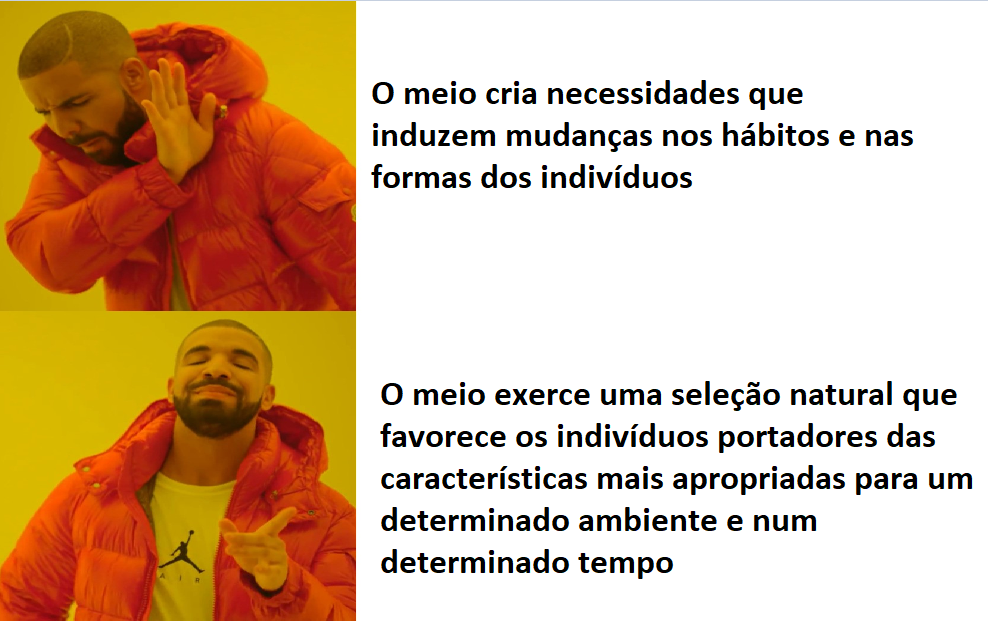 O meio cria necessidades que
induzem mudanças nos hábitos e nas
formas dos indivíduos
O meio exerce uma seleção natural que
favorece os indivíduos portadores das
características mais apropriadas para um
determinado ambiente e num
determinado tempo
A I R